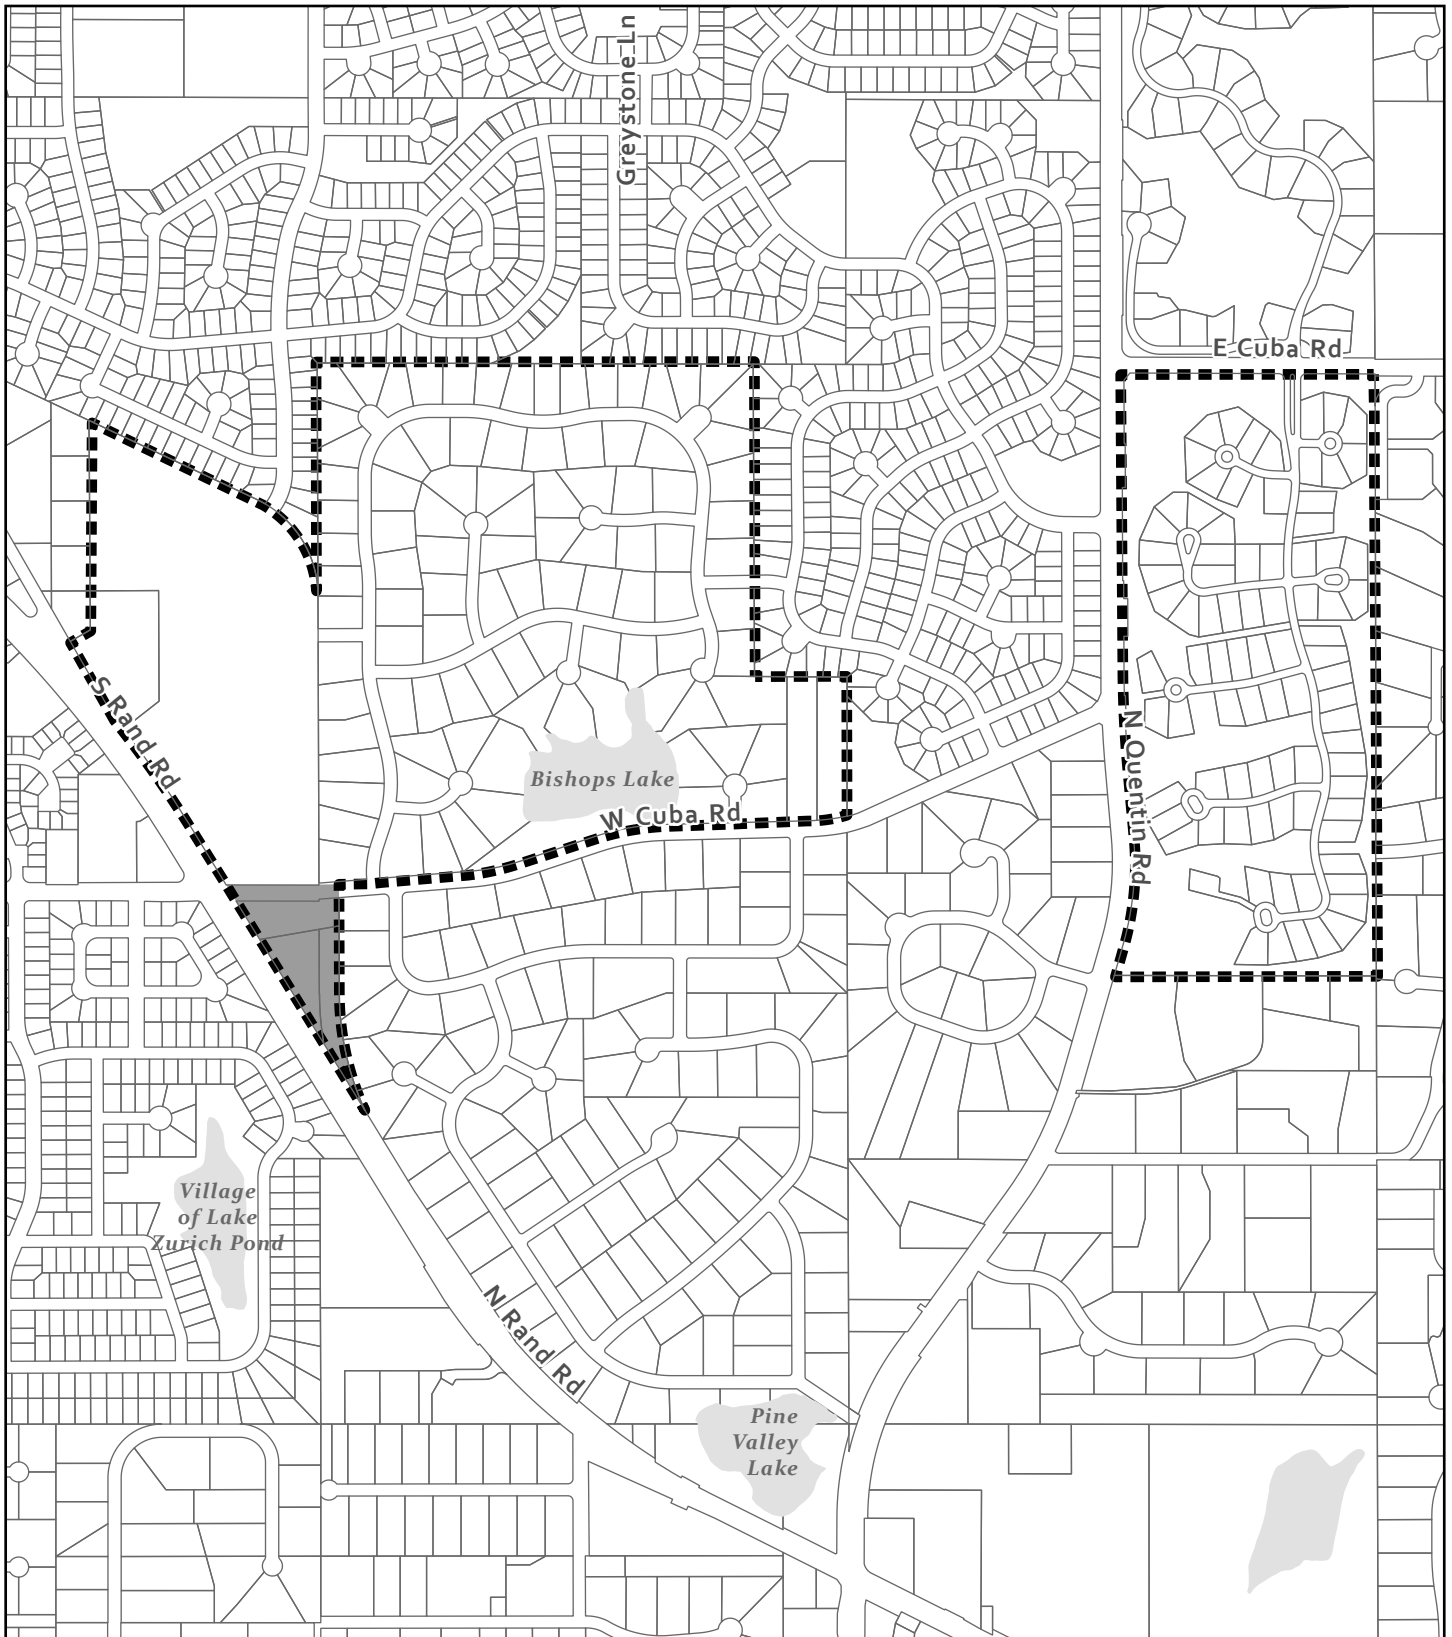 Greystone Ln
E Cuba Rd
S Rand Rd
N Quentin Rd
Bishops Lake
W Cuba Rd
Village
of Lake
Zurich Pond
N Rand Rd
Pine
Valley
Lake